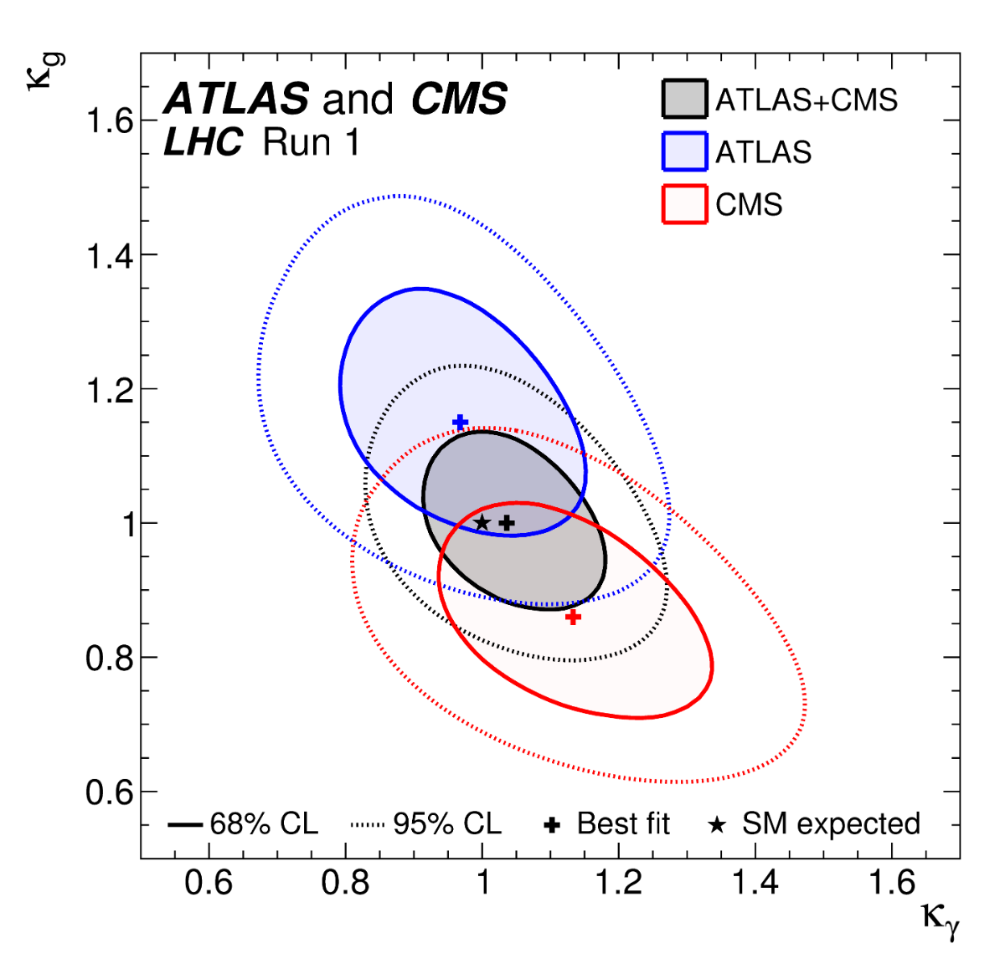 κg
ATLAS and CMS
LHC Run 1
ATLAS+CMS
ATLAS
CMS
1.6
1.4
1.2
1
0.8
0.6
68% CL
95% CL
Best fit
SM expected
0.6 0.8 1 1.2 1.4 1.6
κγ